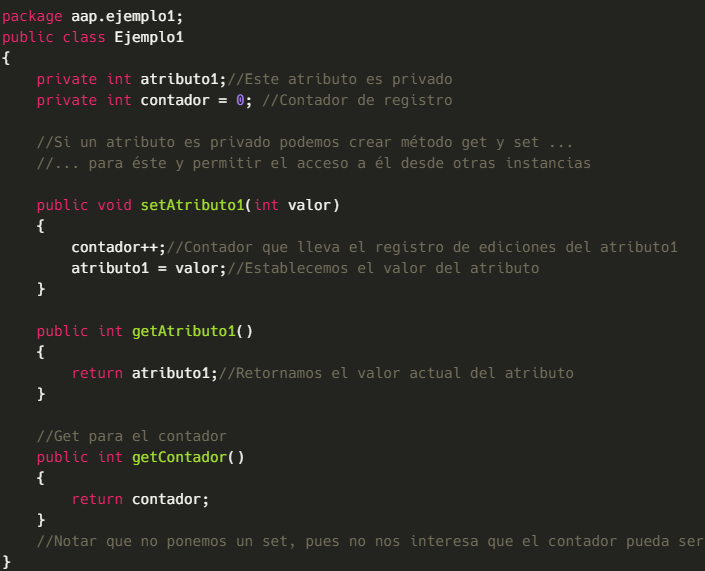 package aap.ejemplo1;
public class Ejemplo1
{
    private int atributo1;//Este atributo es privado
    private int contador = 0; //Contador de registro

    //Si un atributo es privado podemos crear método get y set ...
    //... para éste y permitir el acceso a él desde otras instancias

    public void setAtributo1(int valor)
    {
        contador++;//Contador que lleva el registro de ediciones del atributo1
        atributo1 = valor;//Establecemos el valor del atributo
    }

    public int getAtributo1()
    {
        return atributo1;//Retornamos el valor actual del atributo
    }

    //Get para el contador
    public int getContador()
    {
        return contador;
    }
    //Notar que no ponemos un set, pues no nos interesa que el contador pueda ser
}